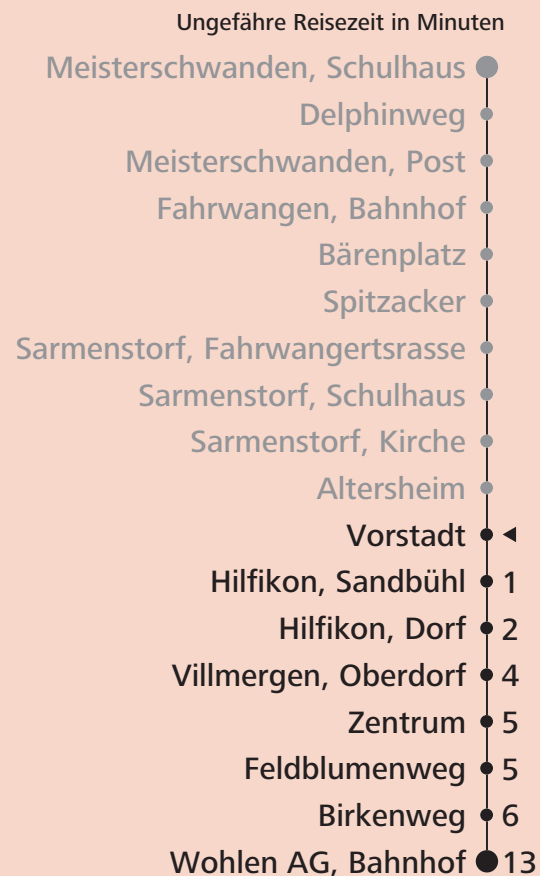 Ungefähre Reisezeit in Minuten
Meisterschwanden, Schulhaus
Delphinweg
Meisterschwanden, Post
Fahrwangen, Bahnhof
Bärenplatz
Spitzacker
Sarmenstorf, Fahrwangertsrasse
Sarmenstorf, Schulhaus
Sarmenstorf, Kirche
Altersheim
Vorstadt
Hilfikon, Sandbühl 1
Hilfikon, Dorf 2
Villmergen, Oberdorf 4
Zentrum 5
Feldblumenweg 5
Birkenweg 6
Wohlen AG, Bahnhof 13